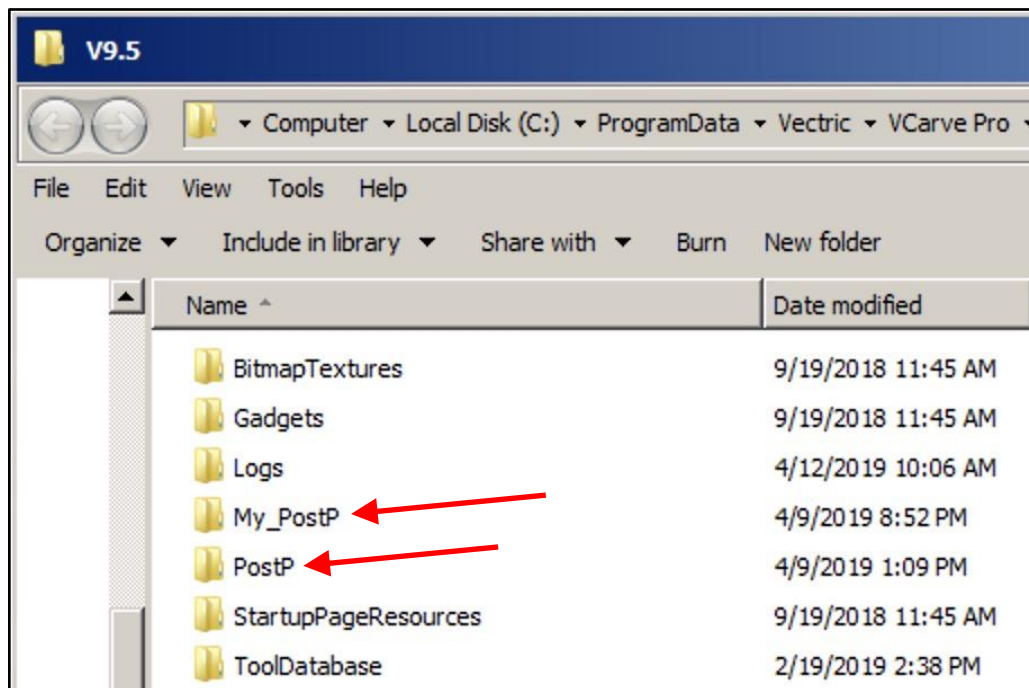 V9.5
Computer Local Disk (C:) ProgramData Vectric VCarve Pro
File Edit View Tools Help
Organize Include in library Share with Burn New folder
Name Date modified
BitmapTextures 9/19/2018 11:45 AM
Gadgets 9/19/2018 11:45 AM
Logs 4/12/2019 10:06 AM
My_PostP 4/9/2019 8:52 PM
PostP 4/9/2019 1:09 PM
StartupPageResources 9/19/2018 11:45 AM
ToolDatabase 2/19/2019 2:38 PM